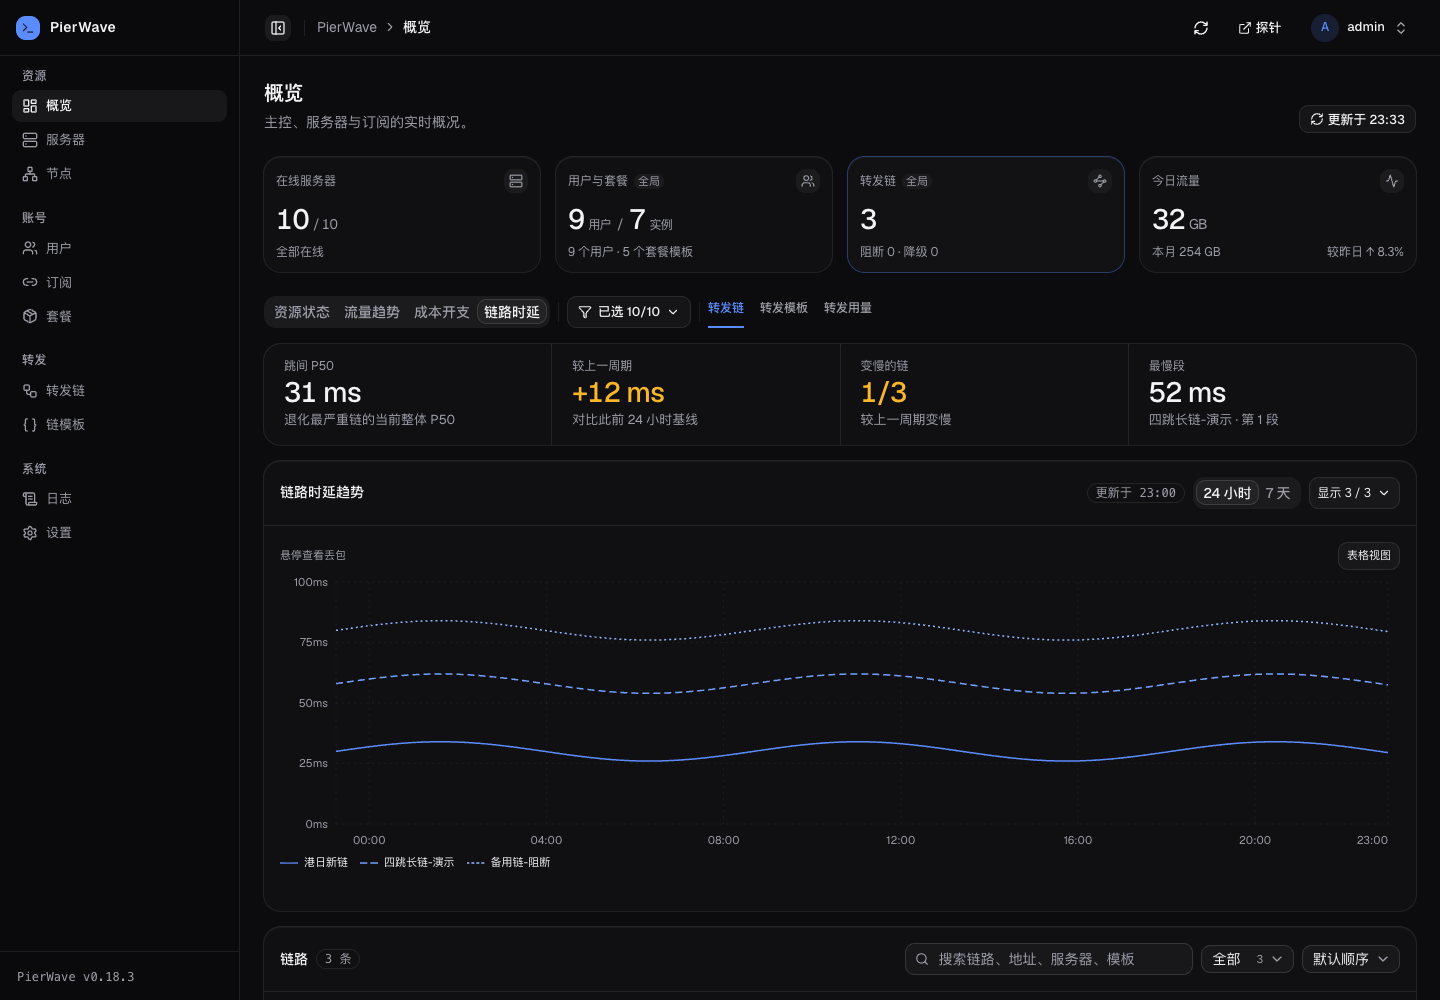 PierWave
PierWave > 概览
探针
A admin
资源
概览
服务器
节点
账号
用户
订阅
套餐
转发
转发链
链模板
系统
日志
设置
PierWave v0.18.3
概览
主控、服务器与订阅的实时概况。
更新于 23:33
在线服务器
10 / 10
全部在线
用户与套餐 全局
9 用户 / 7 实例
9 个用户 · 5 个套餐模板
转发链 全局
3
阻断 0 · 降级 0
今日流量
32 GB
本月 254 GB 较昨日 ↑ 8.3%
资源状态 流量趋势 成本开支 链路时延
已选 10/10
转发链 转发模板 转发用量
跳间 P50
31 ms
退化最严重链的当前整体 P50
较上一周期
+12 ms
对比此前 24 小时基线
变慢的链
1/3
较上一周期变慢
最慢段
52 ms
四跳长链-演示 · 第 1 段
链路时延趋势
更新于 23:00
24 小时 7 天
显示 3 / 3
悬停查看丢包
表格视图
100ms
75ms
50ms
25ms
0ms
00:00 04:00 08:00 12:00 16:00 20:00 23:00
港日新链 四跳长链-演示 备用链-阻断
链路 3 条
搜索链路、地址、服务器、模板
全部 3
默认顺序